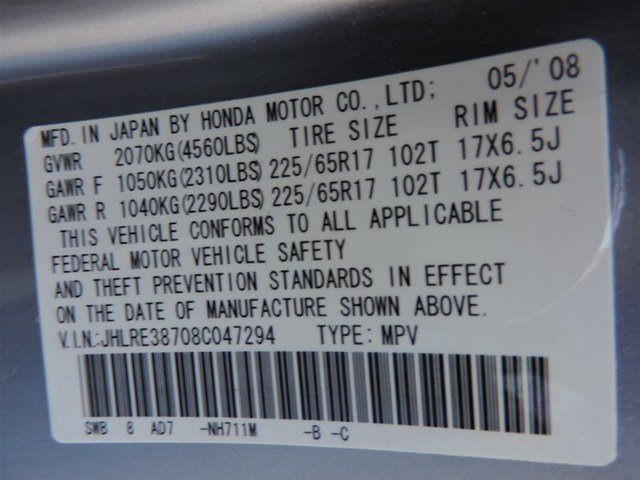 MFD. IN JAPAN BY HONDA MOTOR CO.,LTD; 05/'08
GVWR 2070KG(4560LBS) TIRE SIZE RIM SIZE
GAWR F 1050KG(2310LBS) 225/65R17 102T 17X6.5J
GAWR R 1040KG(2290LBS) 225/65R17 102T 17X6.5J
THIS VEHICLE CONFORMS TO ALL APPLICABLE
FEDERAL MOTOR VEHICLE SAFETY
AND THEFT PREVENTION STANDARDS IN EFFECT
ON THE DATE OF MANUFACTURE SHOWN ABOVE.
V.I.N.:JHLRE38708C047294 TYPE: MPV
SWB 8 AD7 -NH711M -B -C